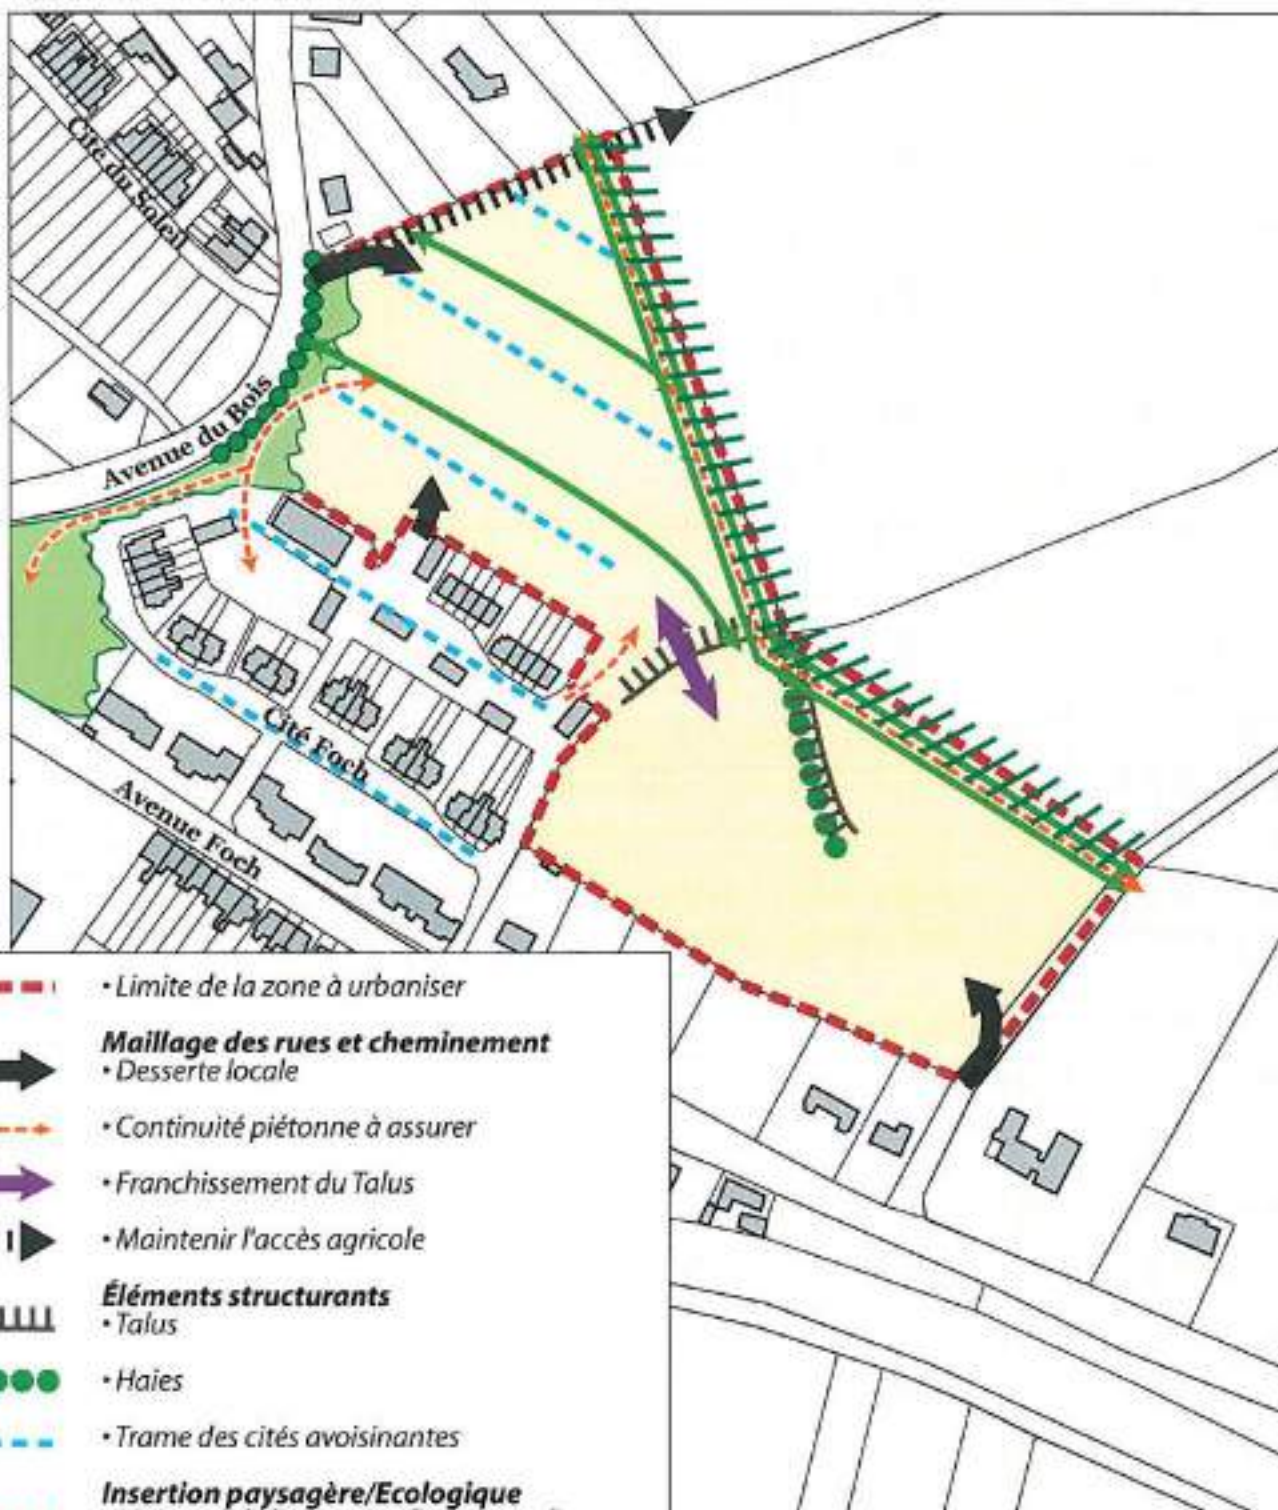 Cité du Soleil
Avenue du Bois
Cité Foch
Avenue Foch
• Limite de la zone à urbaniser
Maillage des rues et cheminement
• Desserte locale
• Continuité piétonne à assurer
• Franchissement du Talus
• Maintenir l'accès agricole
Éléments structurants
• Talus
• Haies
• Trame des cités avoisinantes
Insertion paysagère/Ecologique